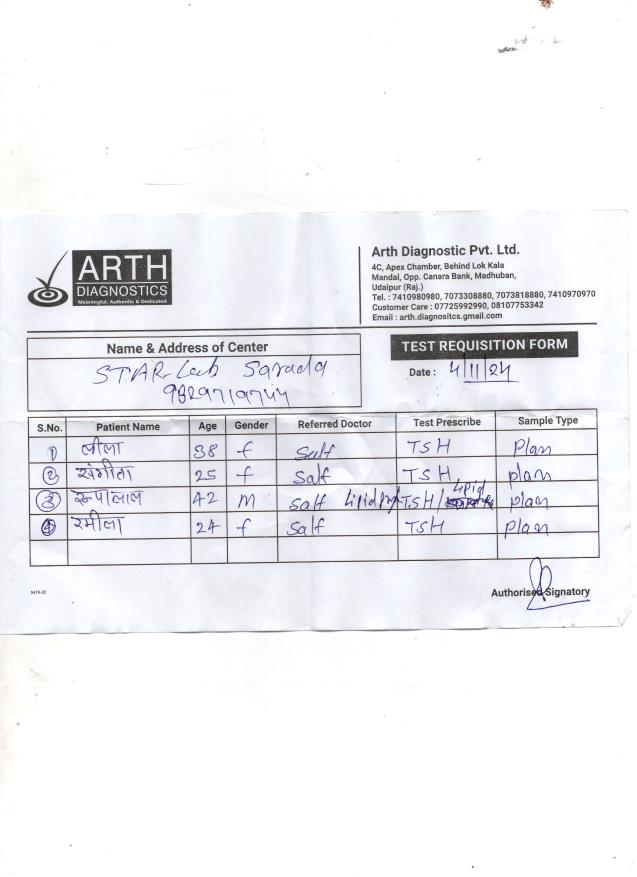 ARTH
DIAGNOSTICS
Meaningful, Authentic & Dedicated
Arth Diagnostic Pvt. Ltd.
4C, Apex Chamber, Behind Lok Kala
Mandal, Opp. Canara Bank, Madhuban,
Udaipur (Raj.)
Tel. : 7410980980, 7073308880, 7073818880, 7410970970
Customer Care : 07725992990, 08107753342
Email : arth.diagnositcs.gmail.com
Name & Address of Center
STAR Lab Sarada
9829719744
TEST REQUISITION FORM
Date : 4/11/24
S.No. Patient Name Age Gender Referred Doctor Test Prescribe Sample Type
1 लीला 38 f Self TSH Plan
2 संगीता 25 f Salf TSH plan
3 रूपालाल 42 M Salf Lipid TSH / Lipid plan
4 रमीला 24 f Salf TSH plan
Authorised Signatory